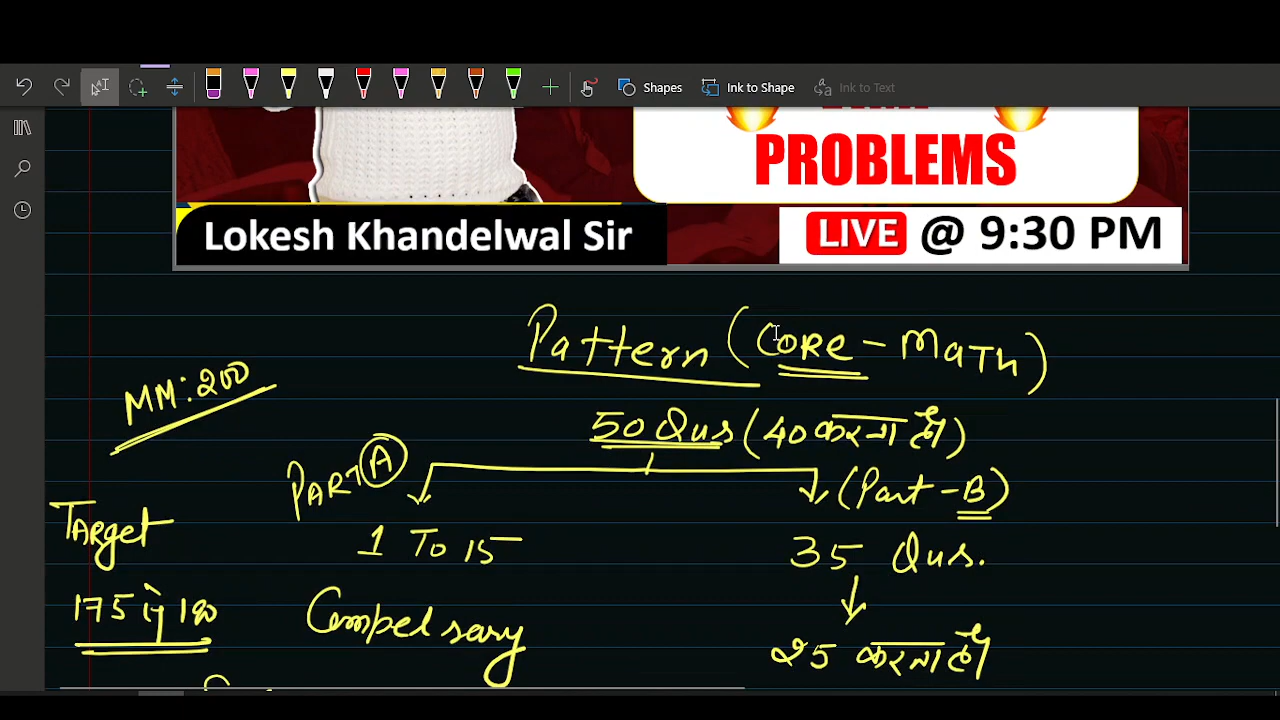 Shapes
Ink to Shape
Ink to Text
PROBLEMS
Lokesh Khandelwal Sir
LIVE @ 9:30 PM
Pattern (CORe - MaTh)
MM: 200
50 Qus (40 करना है)
PART A
(Part - B)
TARget
1 To 15
35 Qus.
175 iy 180
Compelsary
25 करना है